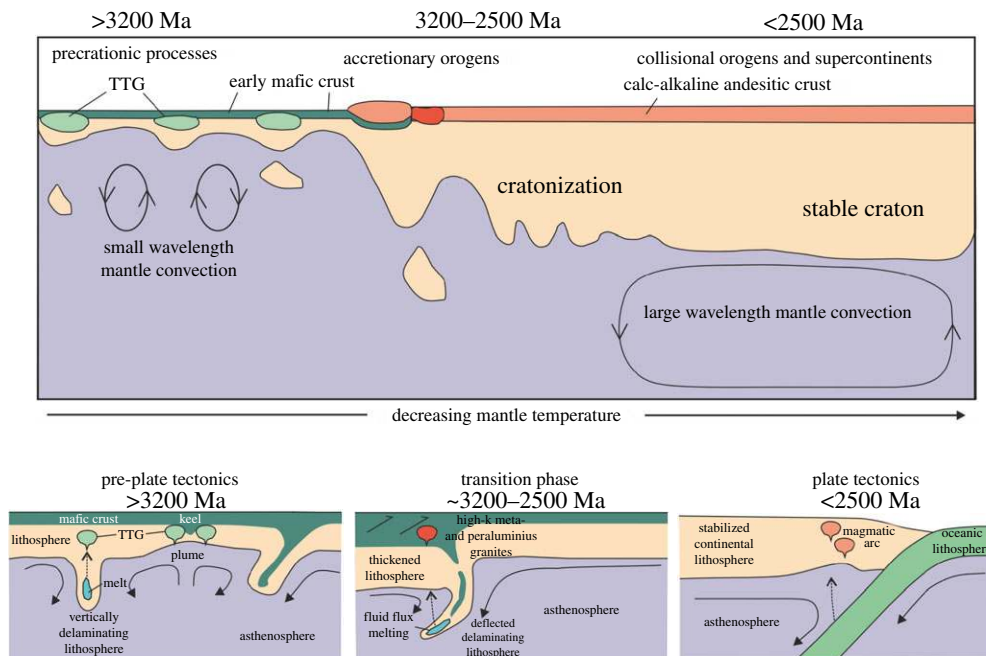 >3200 Ma
3200–2500 Ma
<2500 Ma
precrationic processes
accretionary orogens
collisional orogens and supercontinents
TTG
early mafic crust
calc-alkaline andesitic crust
cratonization
stable craton
small wavelength
mantle convection
large wavelength mantle convection
decreasing mantle temperature
pre-plate tectonics
>3200 Ma
mafic crust
keel
lithosphere
TTG
plume
melt
vertically
delaminating
lithosphere
asthenosphere
transition phase
~3200–2500 Ma
high-k meta-
and peraluminius
granites
thickened
lithosphere
fluid flux
melting
deflected
delaminating
lithosphere
asthenosphere
plate tectonics
<2500 Ma
stabilized
continental
lithosphere
magmatic
arc
oceanic
lithosphere
asthenosphere